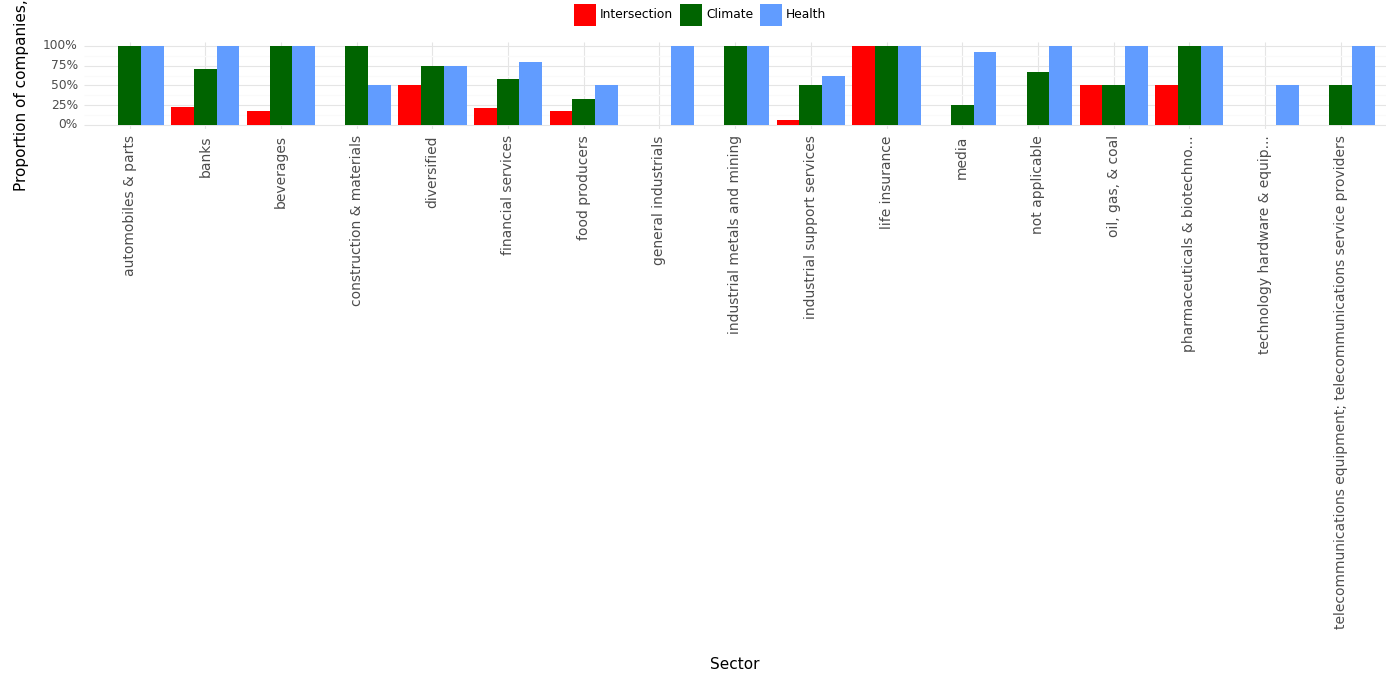 Intersection Climate Health
Proportion of companies,
100%
75%
50%
25%
0%
automobiles & parts
banks
beverages
construction & materials
diversified
financial services
food producers
general industrials
industrial metals and mining
industrial support services
life insurance
media
not applicable
oil, gas, & coal
pharmaceuticals & biotechno...
technology hardware & equip...
telecommunications equipment; telecommunications service providers
Sector